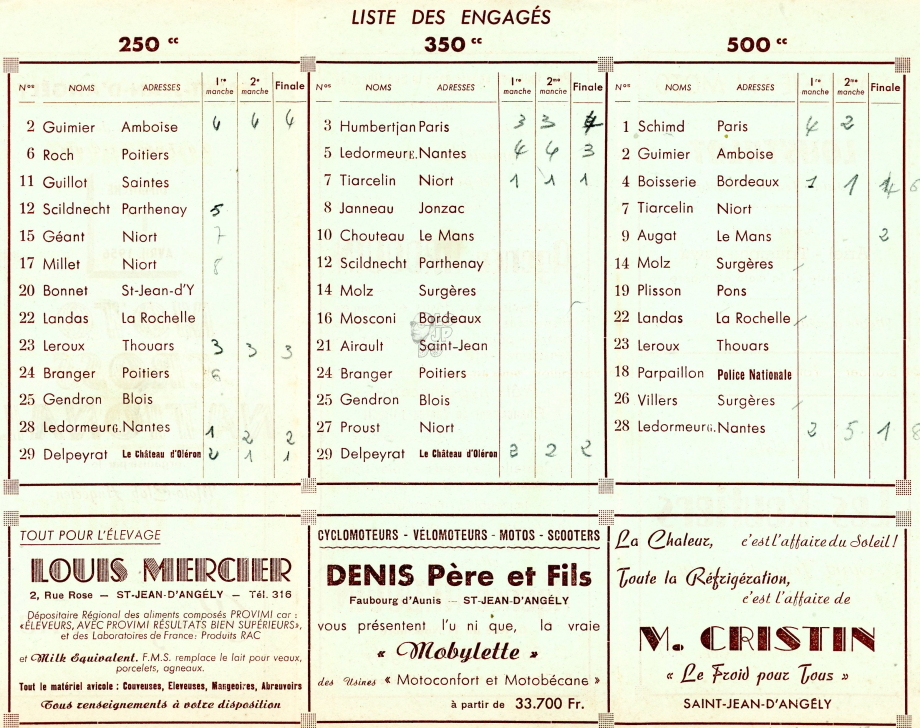 LISTE DES ENGAGÉS
250 cc
Nos NOMS ADRESSES 1re manche 2e manche Finale
2 Guimier Amboise 4 4 4
6 Roch Poitiers
11 Guillot Saintes
12 Scildnecht Parthenay 5
15 Géant Niort 7
17 Millet Niort 8
20 Bonnet St-Jean-d'Y
22 Landas La Rochelle
23 Leroux Thouars 3 3 3
24 Branger Poitiers 6
25 Gendron Blois
28 Ledormeur G. Nantes 1 2 2
29 Delpeyrat Le Château d'Oléron 2 1 1
350 cc
Nos NOMS ADRESSES 1re manche 2me manche Finale
3 Humbertjan Paris 3 3 4
5 Ledormeur E. Nantes 4 4 3
7 Tiarcelin Niort 1 1 1
8 Janneau Jonzac
10 Chouteau Le Mans
12 Scildnecht Parthenay
14 Molz Surgères
16 Mosconi Bordeaux
21 Airault Saint-Jean
24 Branger Poitiers
25 Gendron Blois
27 Proust Niort
29 Delpeyrat Le Château d'Oléron 2 2 2
500 cc
Nos NOMS ADRESSES 1re manche 2me manche Finale
1 Schimd Paris 4 2
2 Guimier Amboise
4 Boisserie Bordeaux 1 1 6
7 Tiarcelin Niort
9 Augat Le Mans 2
14 Molz Surgères
19 Plisson Pons
22 Landas La Rochelle
23 Leroux Thouars
18 Parpaillon Police Nationale
26 Villers Surgères
28 Ledormeur G. Nantes 2 5 1 8
TOUT POUR L'ÉLEVAGE
LOUIS MERCIER
2, Rue Rose — ST-JEAN-D'ANGÉLY — Tél. 316
Dépositaire Régional des aliments composés PROVIMI car :
«ÉLEVEURS, AVEC PROVIMI RÉSULTATS BIEN SUPÉRIEURS»,
et des Laboratoires de France : Produits RAC
et Milk Equivalent. F.M.S. remplace le lait pour veaux,
porcelets, agneaux.
Tout le matériel avicole : Couveuses, Eleveuses, Mangeoires, Abreuvoirs
Tous renseignements à votre disposition
CYCLOMOTEURS - VÉLOMOTEURS - MOTOS - SCOOTERS
DENIS Père et Fils
Faubourg d'Aunis — ST-JEAN-D'ANGÉLY
vous présentent l'u ni que, la vraie
« Mobylette »
des Usines « Motoconfort et Motobécane »
à partir de 33.700 Fr.
La Chaleur, c'est l'affaire du Soleil !
Toute la Réfrigération,
c'est l'affaire de
M. CRISTIN
« Le Froid pour Tous »
SAINT-JEAN-D'ANGÉLY